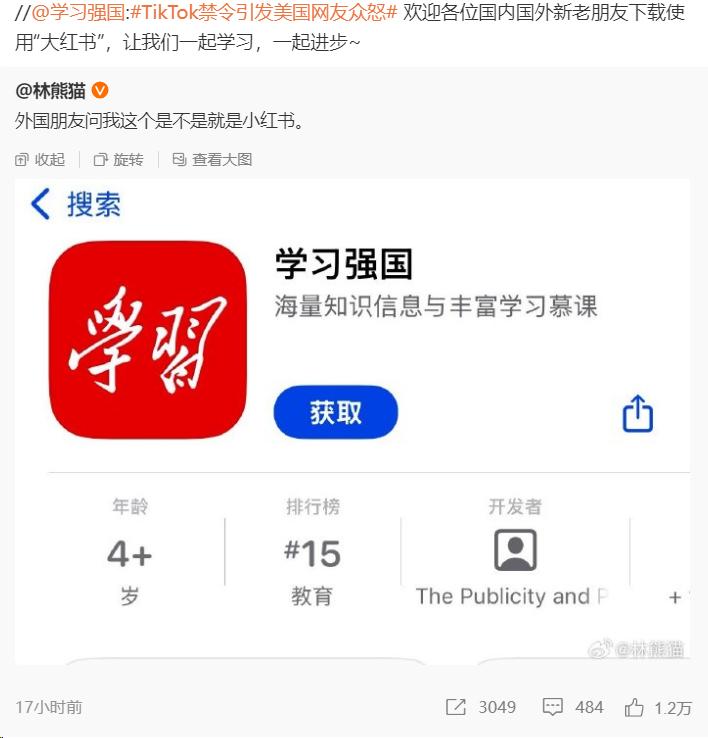 //@学习强国:#TikTok禁令引发美国网友众怒# 欢迎各位国内国外新老朋友下载使
用“大红书”，让我们一起学习，一起进步~
@林熊猫
外国朋友问我这个是不是就是小红书。
收起 旋转 查看大图
搜索
學習
学习强国
海量知识信息与丰富学习慕课
获取
年龄 排行榜 开发者
4+ #15
岁 教育 The Publicity and P +
@林熊猫
17小时前 3049 484 1.2万